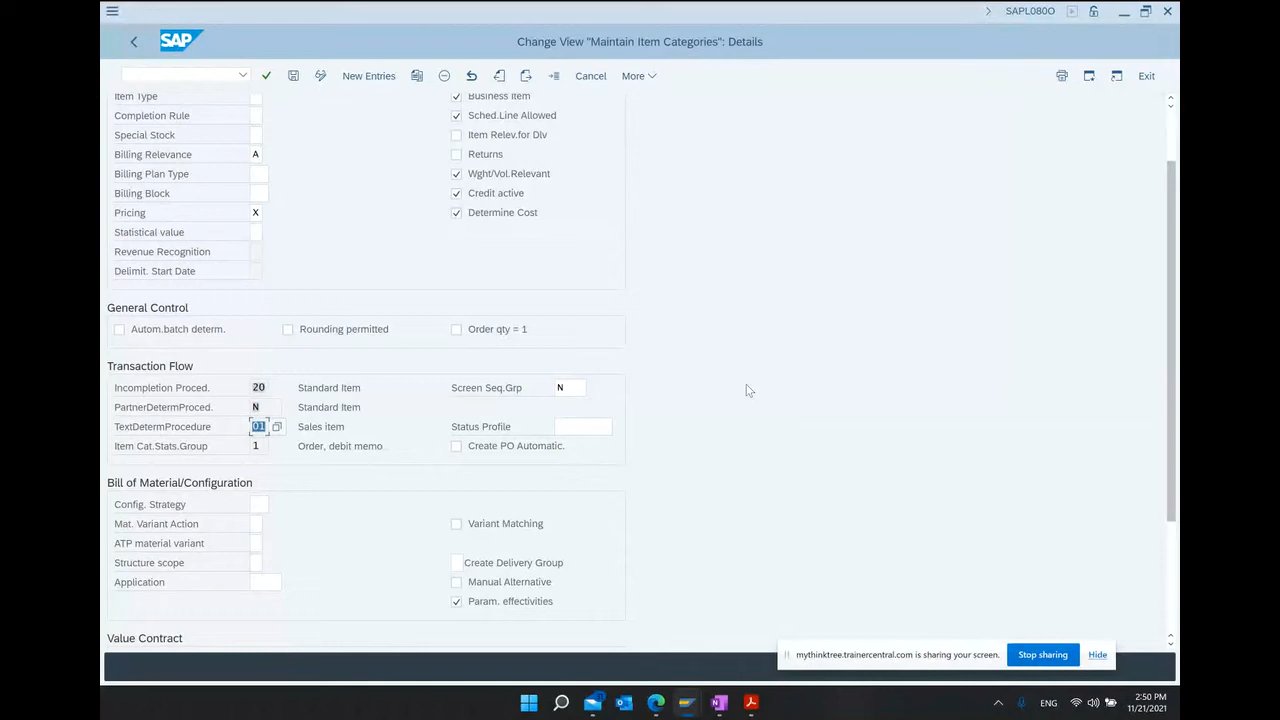 SAPL080O
SAP
Change View "Maintain Item Categories": Details
New Entries
Cancel
More
Exit
Item Type
Business Item
Completion Rule
Sched.Line Allowed
Special Stock
Item Relev.for Dlv
Billing Relevance A
Returns
Billing Plan Type
Wght/Vol.Relevant
Billing Block
Credit active
Pricing X
Determine Cost
Statistical value
Revenue Recognition
Delimit. Start Date
General Control
Autom.batch determ.
Rounding permitted
Order qty = 1
Transaction Flow
Incompletion Proced. 20 Standard Item
Screen Seq.Grp N
PartnerDetermProced. N Standard Item
TextDetermProcedure 01 Sales item
Status Profile
Item Cat.Stats.Group 1 Order, debit memo
Create PO Automatic.
Bill of Material/Configuration
Config. Strategy
Mat. Variant Action
Variant Matching
ATP material variant
Structure scope
Create Delivery Group
Application
Manual Alternative
Param. effectivities
Value Contract
mythinktree.trainercentral.com is sharing your screen.
Stop sharing
Hide
ENG
2:50 PM
11/21/2021